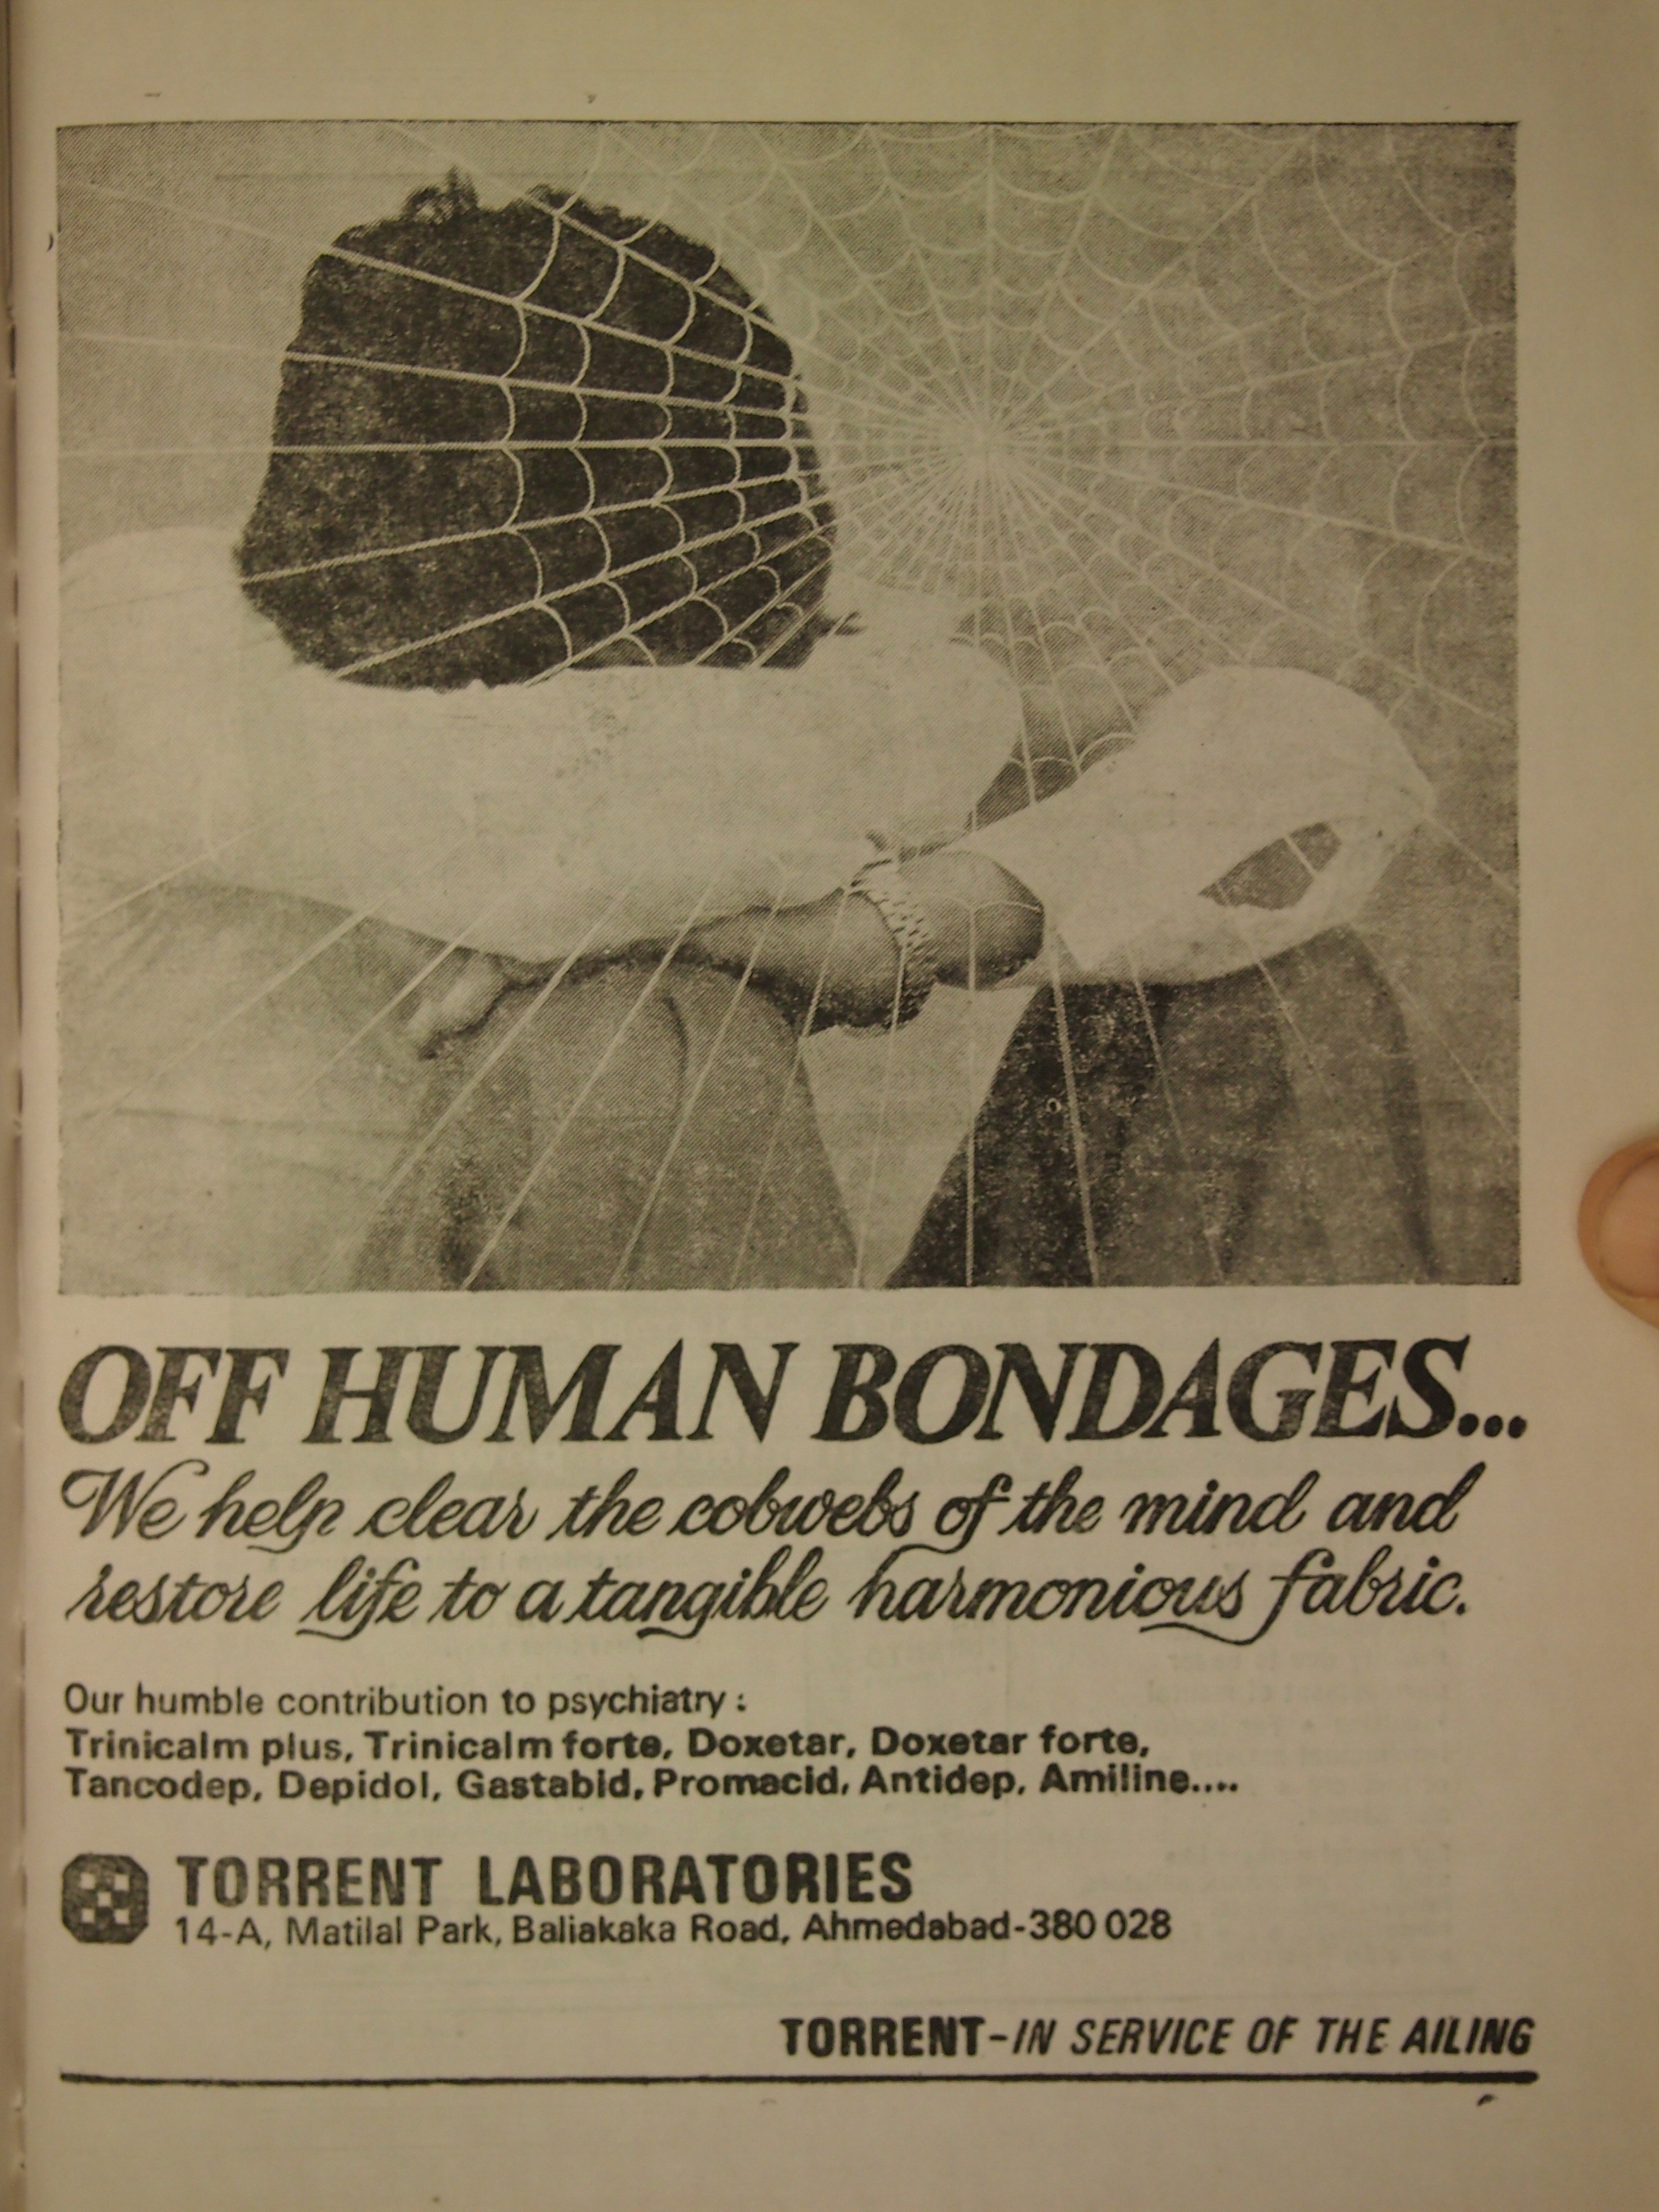 OFF HUMAN BONDAGES...
We help clear the cobwebs of the mind and
restore life to a tangible harmonious fabric.
Our humble contribution to psychiatry :
Trinicalm plus, Trinicalm forte, Doxetar, Doxetar forte,
Tancodep, Depidol, Gastabid, Promacid, Antidep, Amiline....
TORRENT LABORATORIES
14-A, Matilal Park, Baliakaka Road, Ahmedabad-380 028
TORRENT-IN SERVICE OF THE AILING